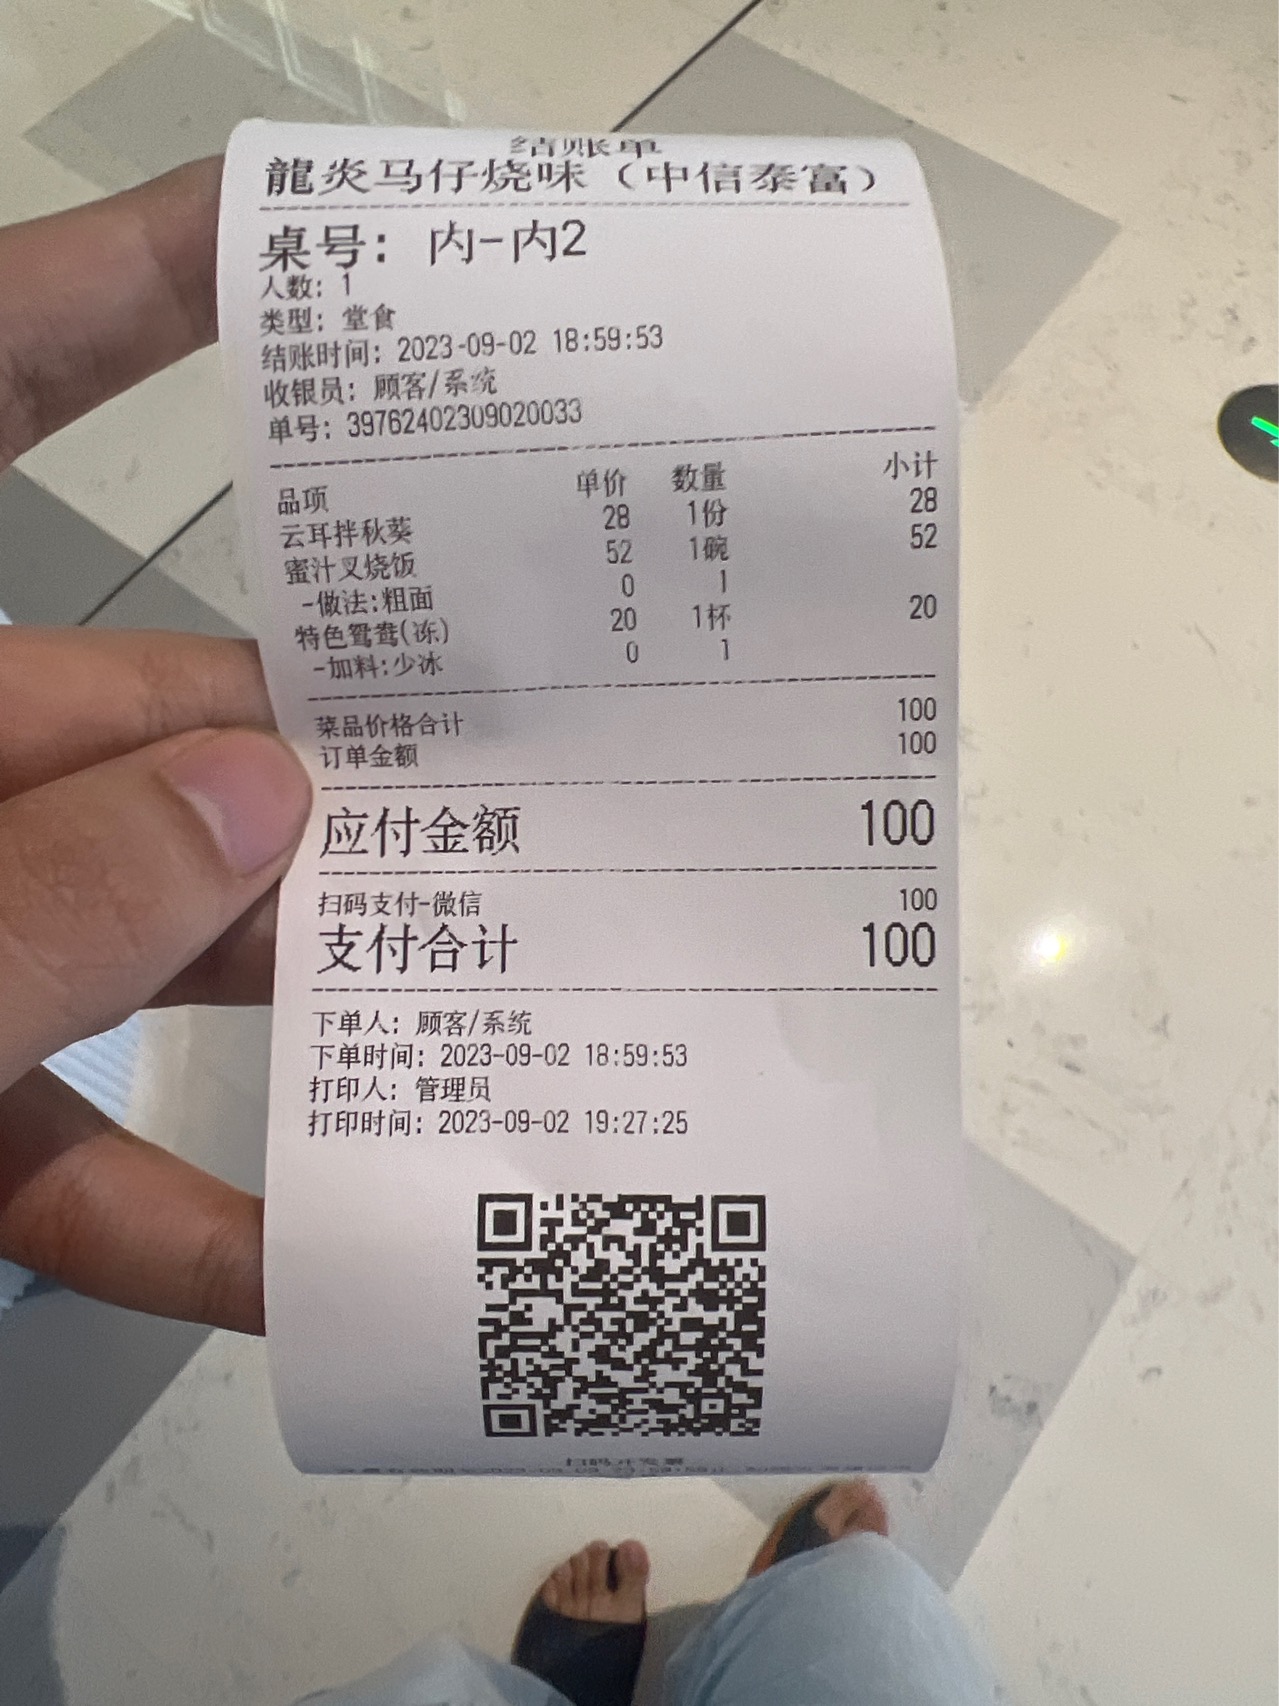 结账单
龍炎马仔烧味（中信泰富）
桌号: 内-内2
人数: 1
类型: 堂食
结账时间: 2023-09-02 18:59:53
收银员: 顾客/系统
单号: 39762402309020033
品项 单价 数量 小计
云耳拌秋葵 28 1份 28
蜜汁叉烧饭 52 1碗 52
-做法:粗面 0 1
特色鸳鸯(冻) 20 1杯 20
-加料:少冰 0 1
菜品价格合计 100
订单金额 100
应付金额 100
扫码支付-微信 100
支付合计 100
下单人: 顾客/系统
下单时间: 2023-09-02 18:59:53
打印人: 管理员
打印时间: 2023-09-02 19:27:25
扫码开发票